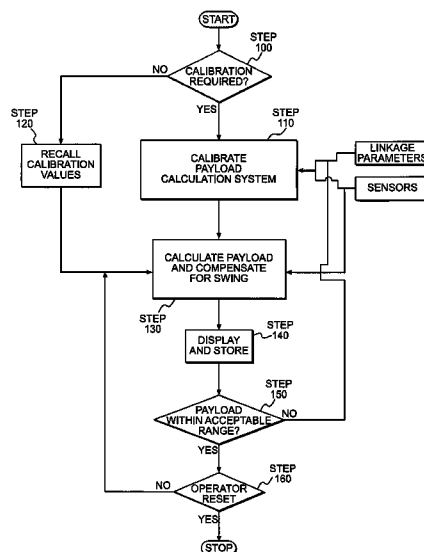 START
STEP
100
CALIBRATION
REQUIRED?
NO
YES
STEP
110
STEP
120
RECALL
CALIBRATION
VALUES
CALIBRATE
PAYLOAD
CALCULATION
SYSTEM
LINKAGE
PARAMETERS
SENSORS
CALCULATE PAYLOAD
AND COMPENSATE
FOR SWING
STEP
130
DISPLAY
AND STORE
STEP
140
STEP
150
PAYLOAD
WITHIN ACCEPTABLE
RANGE?
NO
YES
STEP
160
NO
OPERATOR
RESET
YES
STOP